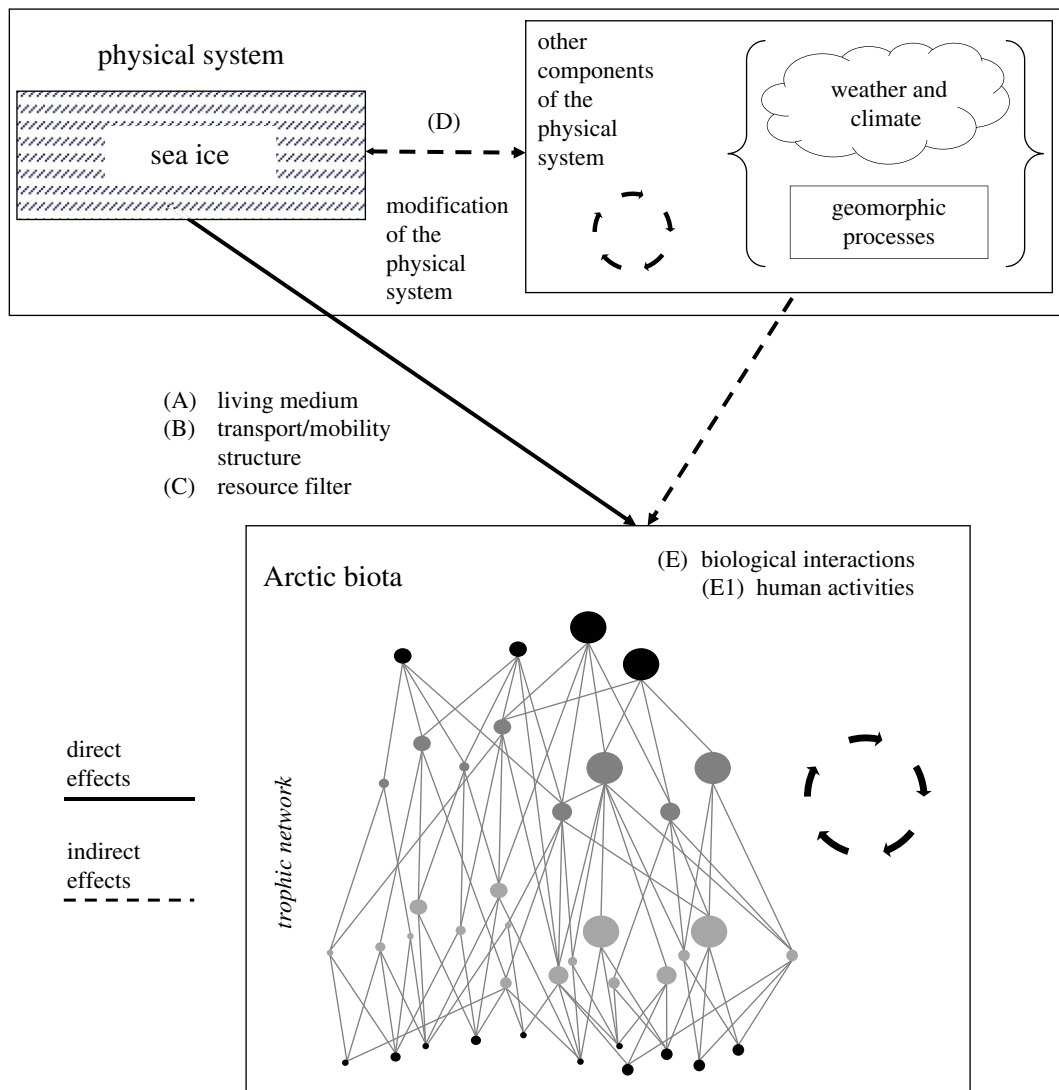 physical system
sea ice
(D)
modification
of the
physical
system
other
components
of the
physical
system
weather and
climate
geomorphic
processes
(A) living medium
(B) transport/mobility
structure
(C) resource filter
Arctic biota
(E) biological interactions
(E1) human activities
direct
effects
indirect
effects
trophic network